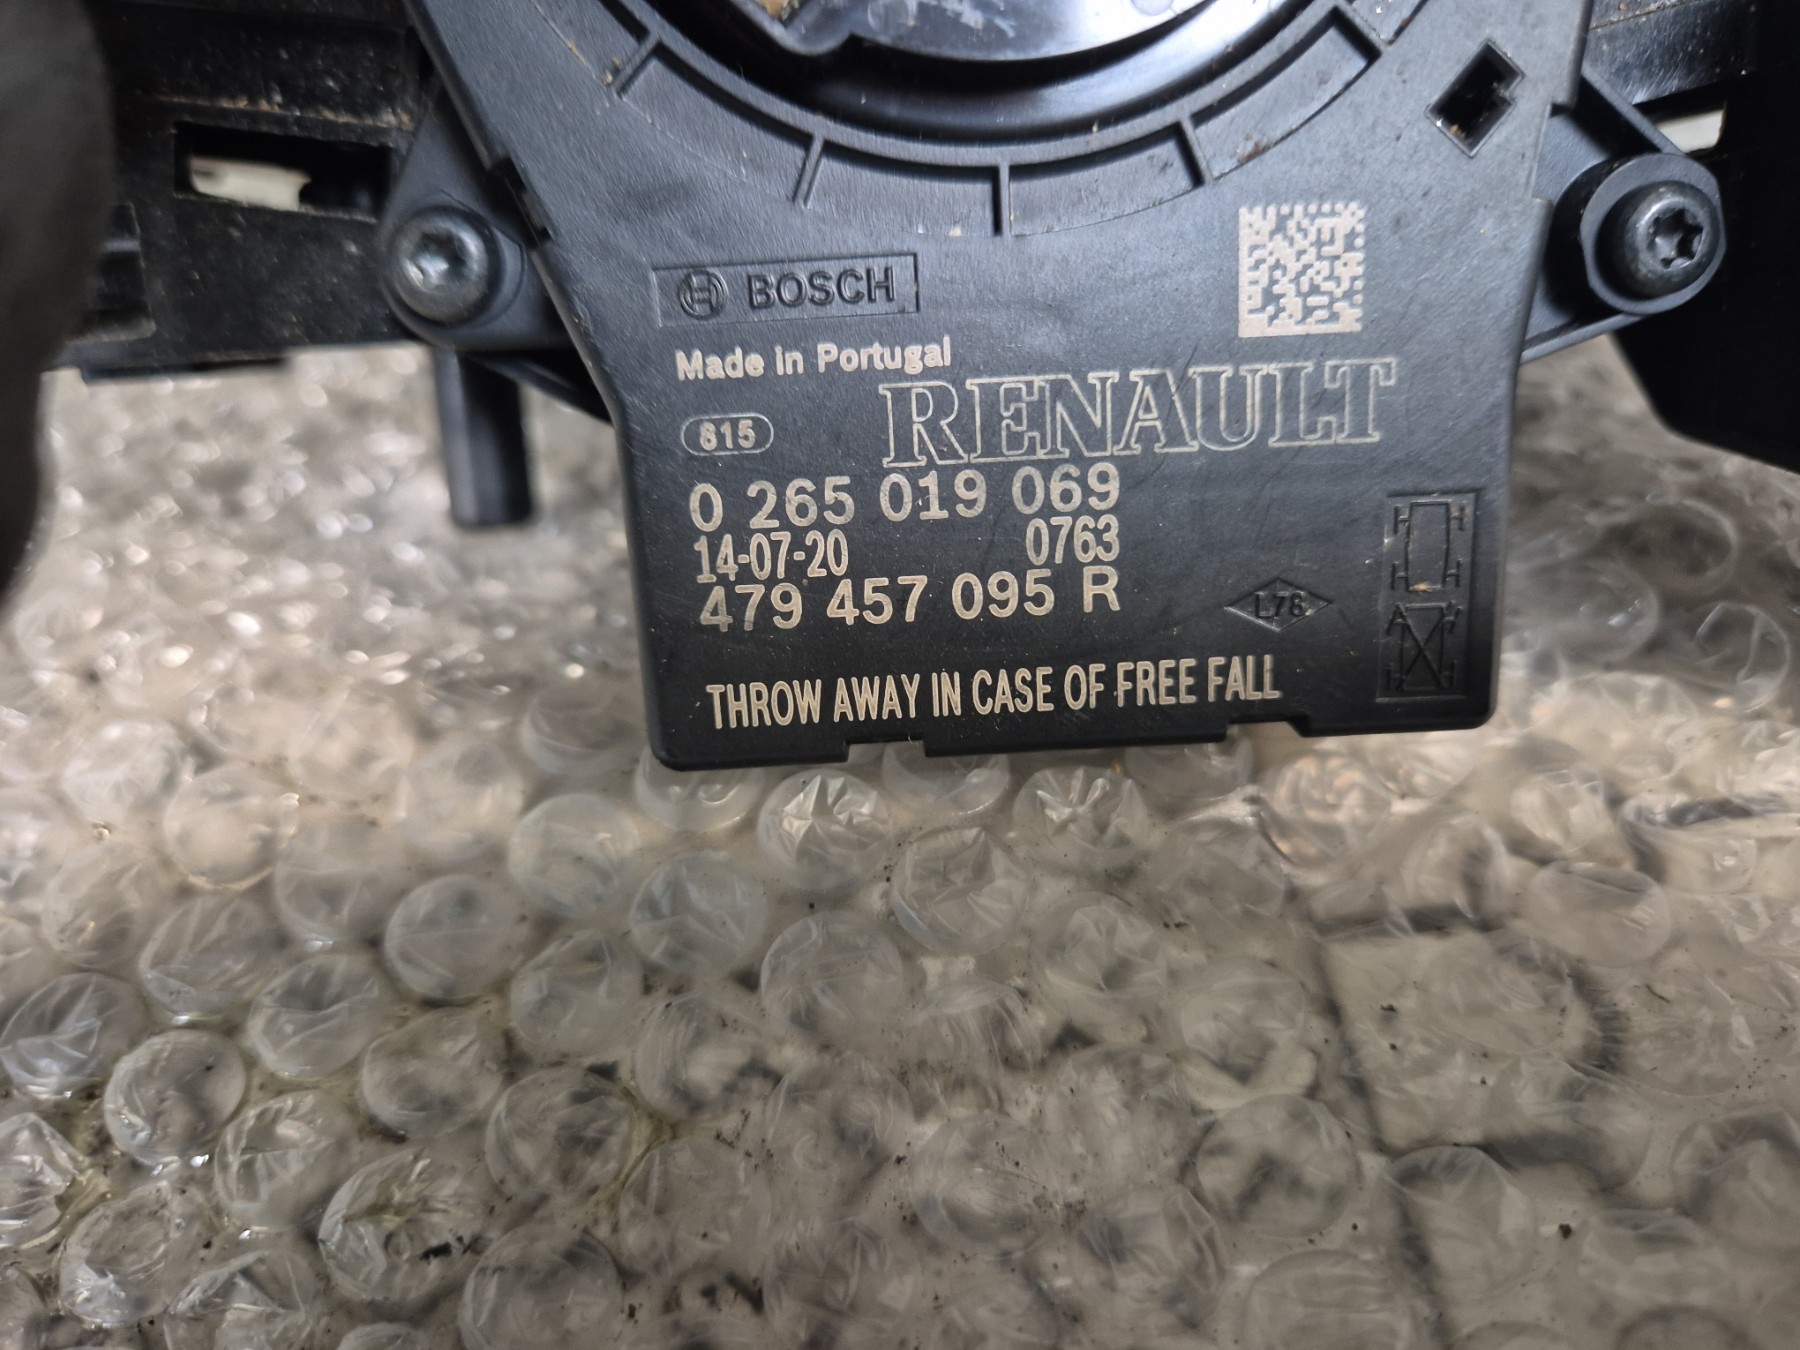 BOSCH
Made in Portugal
RENAULT
815
0 265 019 069
14-07-20 0763
479 457 095 R
L78
A
THROW AWAY IN CASE OF FREE FALL